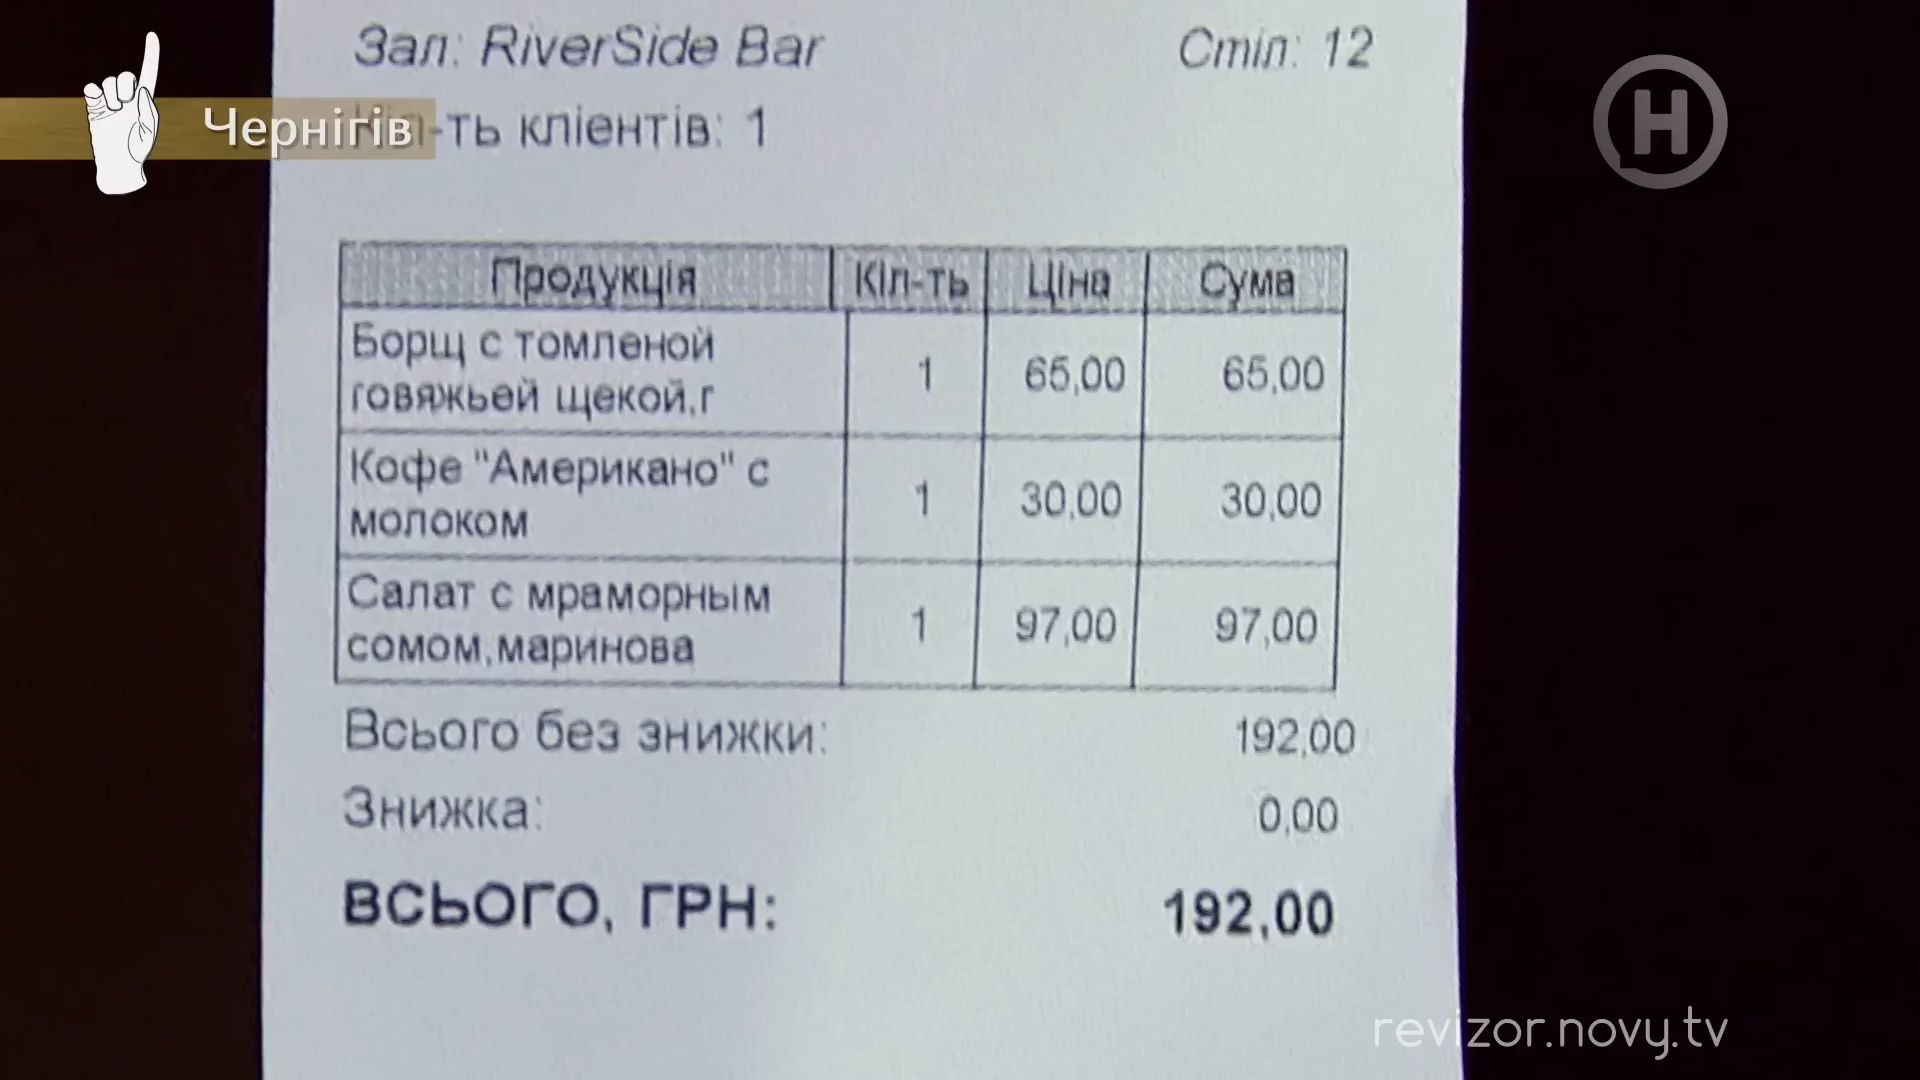 Зал: RiverSide Bar Стіл: 12
Чернігів
-ть клієнтів: 1
Н
Продукція Кіл-ть Ціна Сума
Борщ с томленой
говяжьей щекой,г 1 65,00 65,00
Кофе "Американо" с
молоком 1 30,00 30,00
Салат с мраморным
сомом,маринова 1 97,00 97,00
Всього без знижки: 192,00
Знижка: 0,00
ВСЬОГО, ГРН: 192,00
revizor.novy.tv